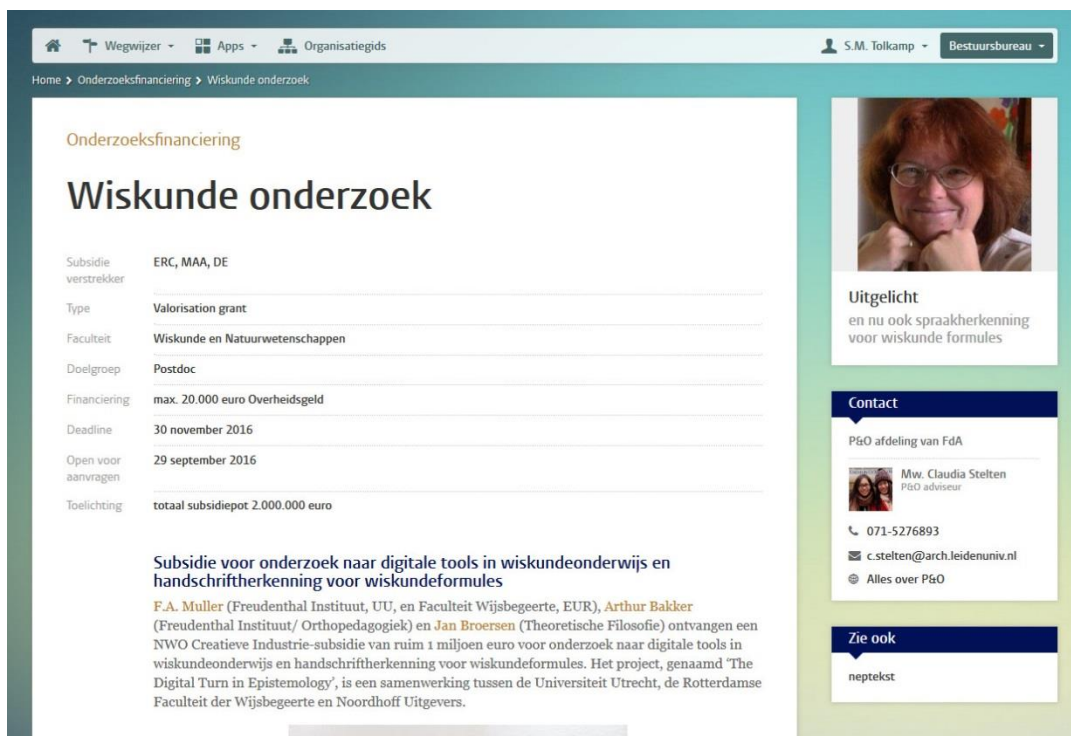 Wegwijzer Apps Organisatiegids S.M. Tolkamp Bestuursbureau
Home > Onderzoeksfinanciering > Wiskunde onderzoek
Onderzoeksfinanciering
Wiskunde onderzoek
Subsidie verstrekker ERC, MAA, DE
Type Valorisation grant
Faculteit Wiskunde en Natuurwetenschappen
Doelgroep Postdoc
Financiering max. 20.000 euro Overheidsgeld
Deadline 30 november 2016
Open voor aanvragen 29 september 2016
Toelichting totaal subsidiepot 2.000.000 euro
Subsidie voor onderzoek naar digitale tools in wiskundeonderwijs en
handschriftherkenning voor wiskundeformules
F.A. Muller (Freudenthal Instituut, UU, en Faculteit Wijsbegeerte, EUR), Arthur Bakker
(Freudenthal Instituut/ Orthopedagogiek) en Jan Broersen (Theoretische Filosofie) ontvangen een
NWO Creatieve Industrie-subsidie van ruim 1 miljoen euro voor onderzoek naar digitale tools in
wiskundeonderwijs en handschriftherkenning voor wiskundeformules. Het project, genaamd 'The
Digital Turn in Epistemology', is een samenwerking tussen de Universiteit Utrecht, de Rotterdamse
Faculteit der Wijsbegeerte en Noordhoff Uitgevers.
Uitgelicht
en nu ook spraakherkenning
voor wiskunde formules
Contact
P&O afdeling van FdA
Mw. Claudia Stelten
P&O adviseur
071-5276893
c.stelten@arch.leidenuniv.nl
Alles over P&O
Zie ook
neptekst